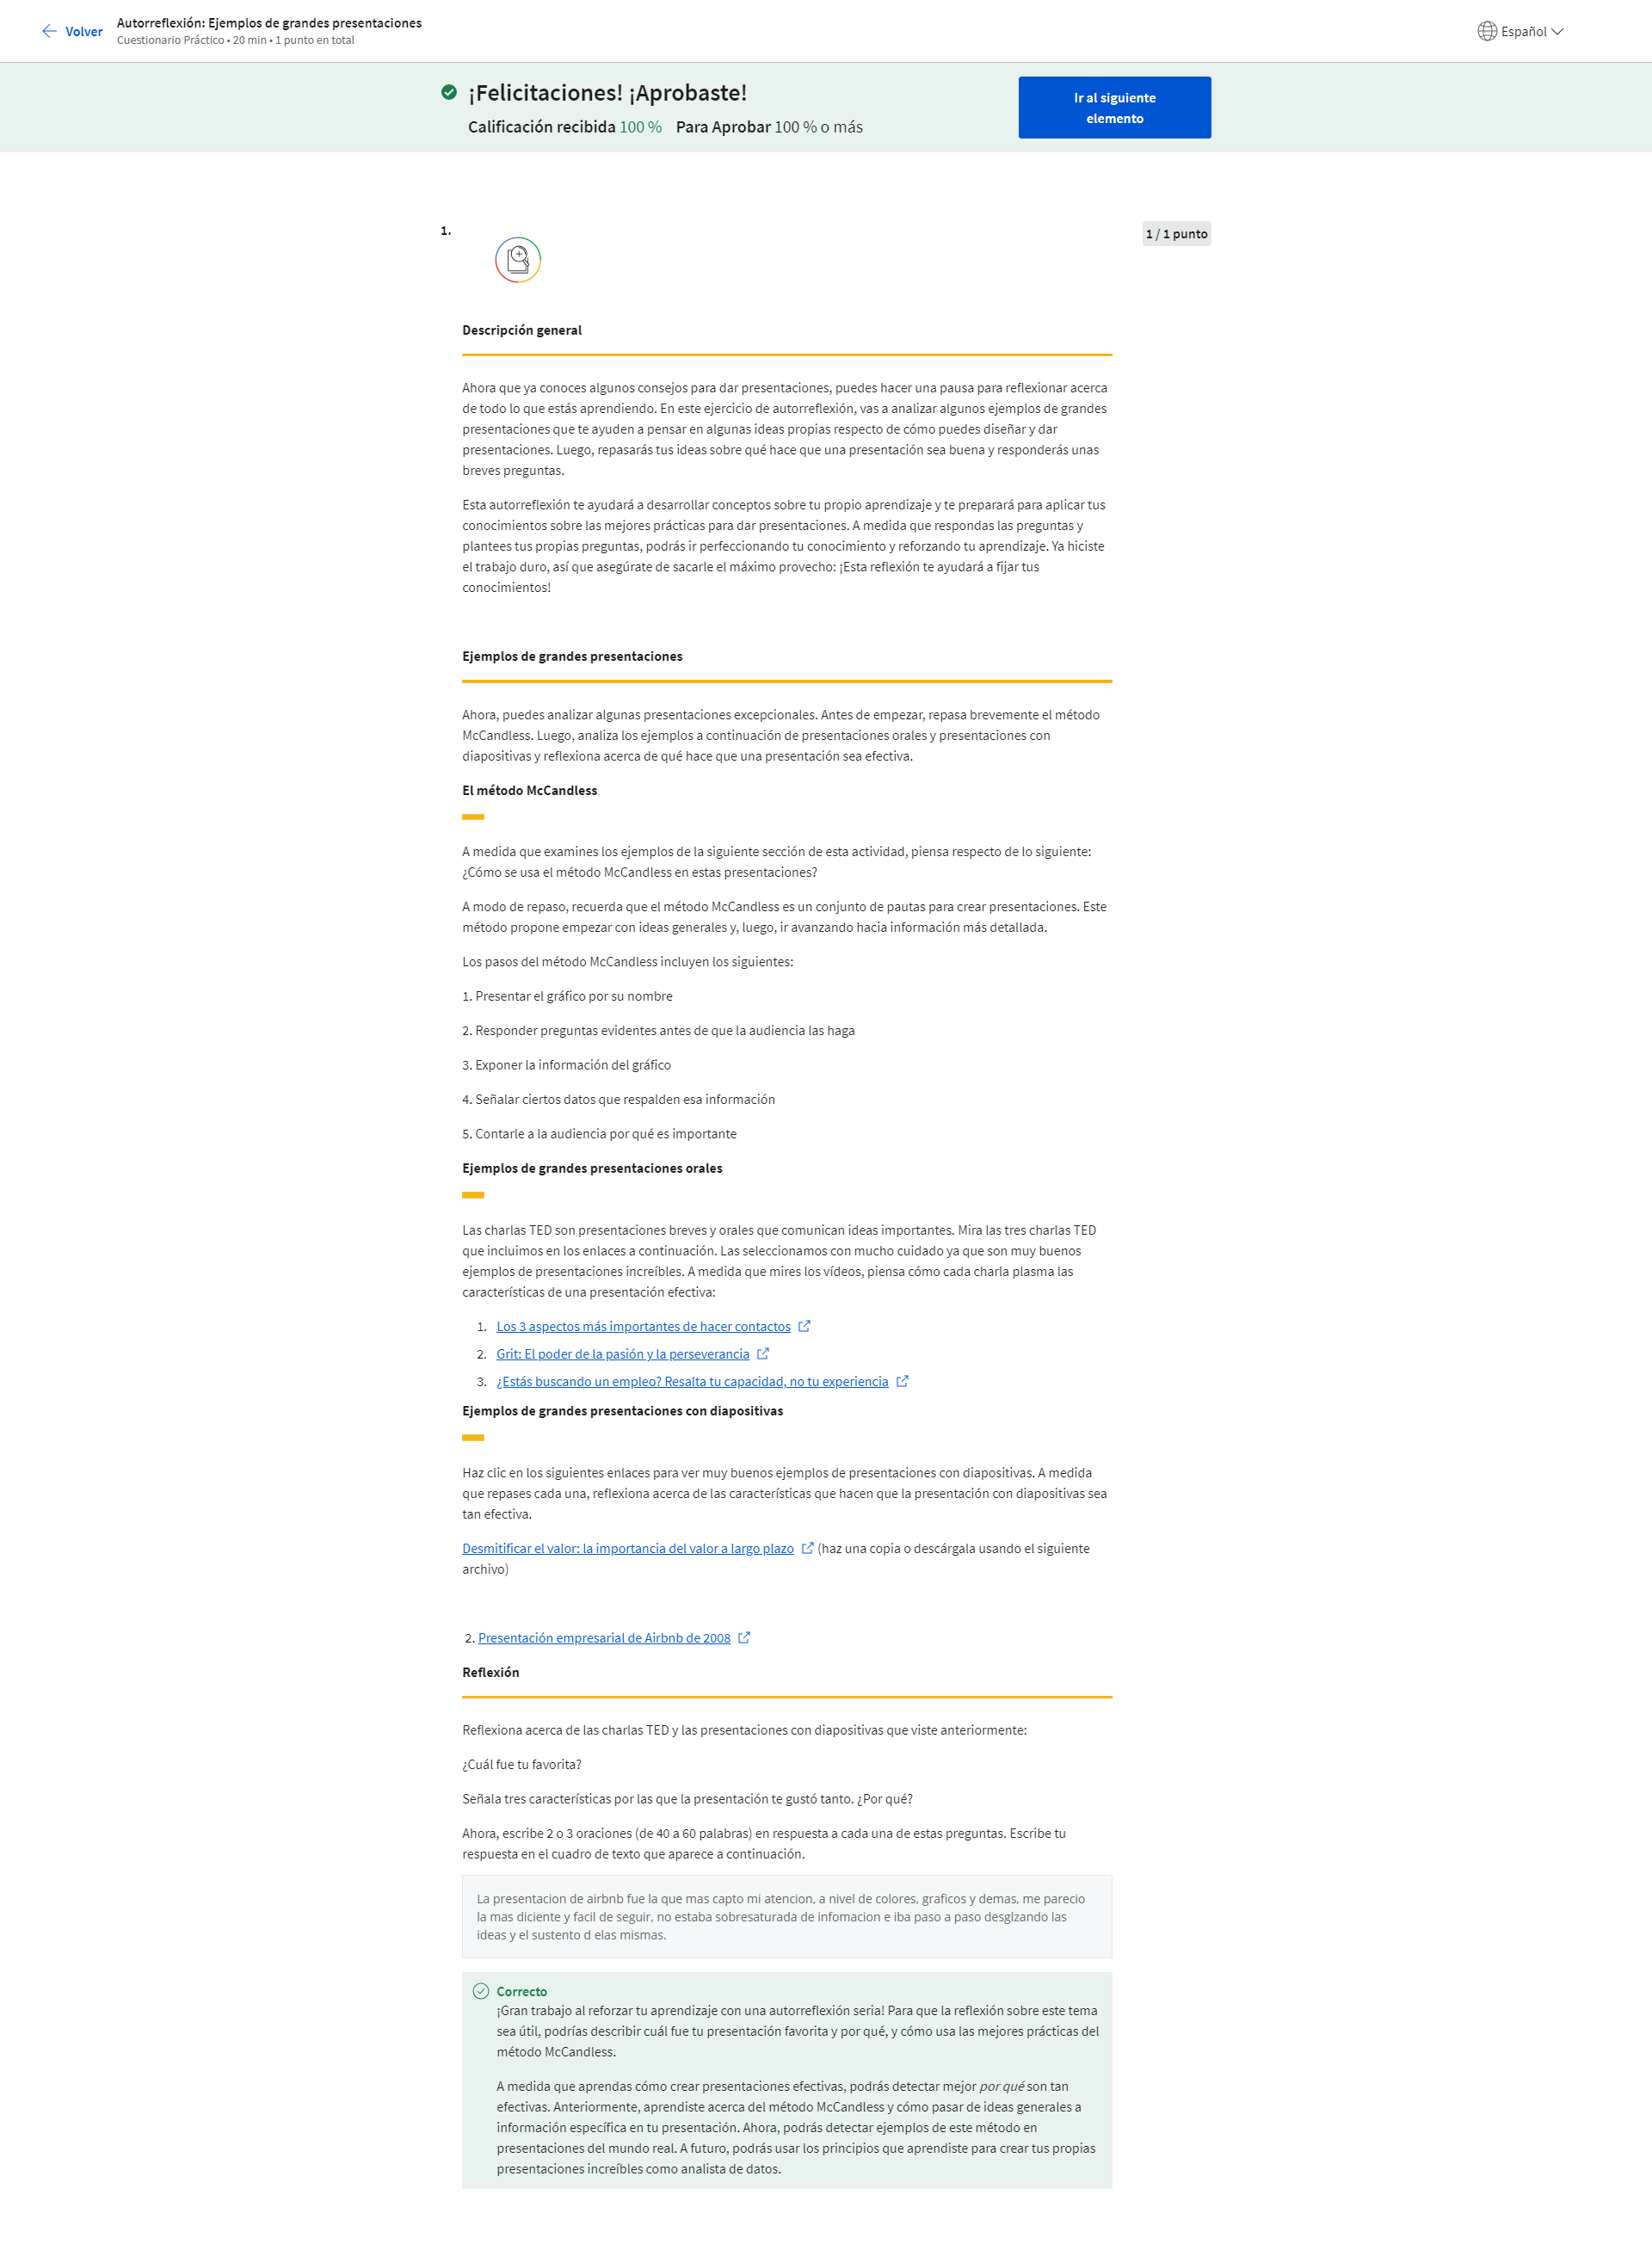 Volver
Autorreflexión: Ejemplos de grandes presentaciones
Cuestionario Práctico • 20 min • 1 punto en total
Español
¡Felicitaciones! ¡Aprobaste!
Calificación recibida 100 % Para Aprobar 100 % o más
Ir al siguiente
elemento
1.
1 / 1 punto
Descripción general
Ahora que ya conoces algunos consejos para dar presentaciones, puedes hacer una pausa para reflexionar acerca
de todo lo que estás aprendiendo. En este ejercicio de autorreflexión, vas a analizar algunos ejemplos de grandes
presentaciones que te ayuden a pensar en algunas ideas propias respecto de cómo puedes diseñar y dar
presentaciones. Luego, repasarás tus ideas sobre qué hace que una presentación sea buena y responderás unas
breves preguntas.
Esta autorreflexión te ayudará a desarrollar conceptos sobre tu propio aprendizaje y te preparará para aplicar tus
conocimientos sobre las mejores prácticas para dar presentaciones. A medida que respondas las preguntas y
plantees tus propias preguntas, podrás ir perfeccionando tu conocimiento y reforzando tu aprendizaje. Ya hiciste
el trabajo duro, así que asegúrate de sacarle el máximo provecho: ¡Esta reflexión te ayudará a fijar tus
conocimientos!
Ejemplos de grandes presentaciones
Ahora, puedes analizar algunas presentaciones excepcionales. Antes de empezar, repasa brevemente el método
McCandless. Luego, analiza los ejemplos a continuación de presentaciones orales y presentaciones con
diapositivas y reflexiona acerca de qué hace que una presentación sea efectiva.
El método McCandless
A medida que examines los ejemplos de la siguiente sección de esta actividad, piensa respecto de lo siguiente:
¿Cómo se usa el método McCandless en estas presentaciones?
A modo de repaso, recuerda que el método McCandless es un conjunto de pautas para crear presentaciones. Este
método propone empezar con ideas generales y, luego, ir avanzando hacia información más detallada.
Los pasos del método McCandless incluyen los siguientes:
1. Presentar el gráfico por su nombre
2. Responder preguntas evidentes antes de que la audiencia las haga
3. Exponer la información del gráfico
4. Señalar ciertos datos que respalden esa información
5. Contarle a la audiencia por qué es importante
Ejemplos de grandes presentaciones orales
Las charlas TED son presentaciones breves y orales que comunican ideas importantes. Mira las tres charlas TED
que incluimos en los enlaces a continuación. Las seleccionamos con mucho cuidado ya que son muy buenos
ejemplos de presentaciones increíbles. A medida que mires los vídeos, piensa cómo cada charla plasma las
características de una presentación efectiva:
1. Los 3 aspectos más importantes de hacer contactos
2. Grit: El poder de la pasión y la perseverancia
3. ¿Estás buscando un empleo? Resalta tu capacidad, no tu experiencia
Ejemplos de grandes presentaciones con diapositivas
Haz clic en los siguientes enlaces para ver muy buenos ejemplos de presentaciones con diapositivas. A medida
que repases cada una, reflexiona acerca de las características que hacen que la presentación con diapositivas sea
tan efectiva.
Desmitificar el valor: la importancia del valor a largo plazo (haz una copia o descárgala usando el siguiente
archivo)
2. Presentación empresarial de Airbnb de 2008
Reflexión
Reflexiona acerca de las charlas TED y las presentaciones con diapositivas que viste anteriormente:
¿Cuál fue tu favorita?
Señala tres características por las que la presentación te gustó tanto. ¿Por qué?
Ahora, escribe 2 o 3 oraciones (de 40 a 60 palabras) en respuesta a cada una de estas preguntas. Escribe tu
respuesta en el cuadro de texto que aparece a continuación.
La presentacion de airbnb fue la que mas capto mi atencion, a nivel de colores, graficos y demas, me parecio
la mas diciente y facil de seguir, no estaba sobresaturada de infomacion e iba paso a paso desglzando las
ideas y el sustento d elas mismas.
Correcto
¡Gran trabajo al reforzar tu aprendizaje con una autorreflexión seria! Para que la reflexión sobre este tema
sea útil, podrías describir cuál fue tu presentación favorita y por qué, y cómo usa las mejores prácticas del
método McCandless.
A medida que aprendas cómo crear presentaciones efectivas, podrás detectar mejor por qué son tan
efectivas. Anteriormente, aprendiste acerca del método McCandless y cómo pasar de ideas generales a
información específica en tu presentación. Ahora, podrás detectar ejemplos de este método en
presentaciones del mundo real. A futuro, podrás usar los principios que aprendiste para crear tus propias
presentaciones increíbles como analista de datos.